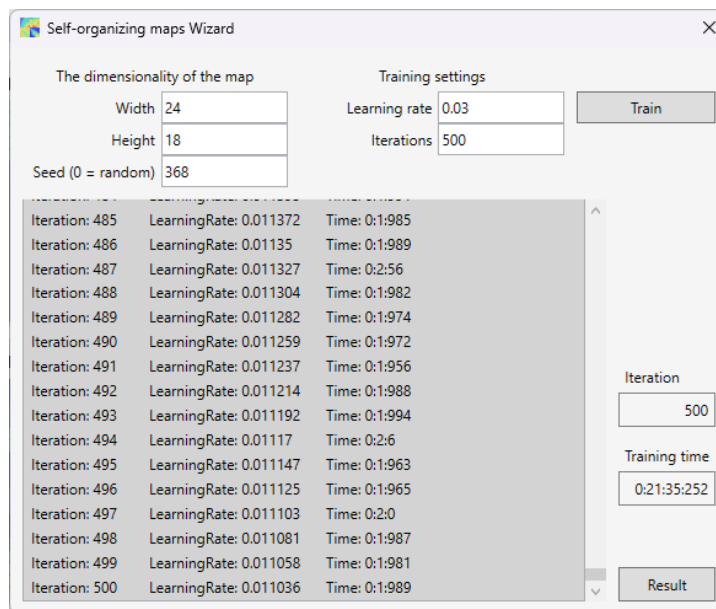 Self-organizing maps Wizard
The dimensionality of the map
Training settings
Width 24
Learning rate 0.03
Train
Height 18
Iterations 500
Seed (0 = random) 368
Iteration: 485 LearningRate: 0.011372 Time: 0:1:985
Iteration: 486 LearningRate: 0.01135 Time: 0:1:989
Iteration: 487 LearningRate: 0.011327 Time: 0:2:56
Iteration: 488 LearningRate: 0.011304 Time: 0:1:982
Iteration: 489 LearningRate: 0.011282 Time: 0:1:974
Iteration: 490 LearningRate: 0.011259 Time: 0:1:972
Iteration: 491 LearningRate: 0.011237 Time: 0:1:956
Iteration: 492 LearningRate: 0.011214 Time: 0:1:988
Iteration: 493 LearningRate: 0.011192 Time: 0:1:994
Iteration: 494 LearningRate: 0.01117 Time: 0:2:6
Iteration: 495 LearningRate: 0.011147 Time: 0:1:963
Iteration: 496 LearningRate: 0.011125 Time: 0:1:965
Iteration: 497 LearningRate: 0.011103 Time: 0:2:0
Iteration: 498 LearningRate: 0.011081 Time: 0:1:987
Iteration: 499 LearningRate: 0.011058 Time: 0:1:981
Iteration: 500 LearningRate: 0.011036 Time: 0:1:989
Iteration
500
Training time
0:21:35:252
Result